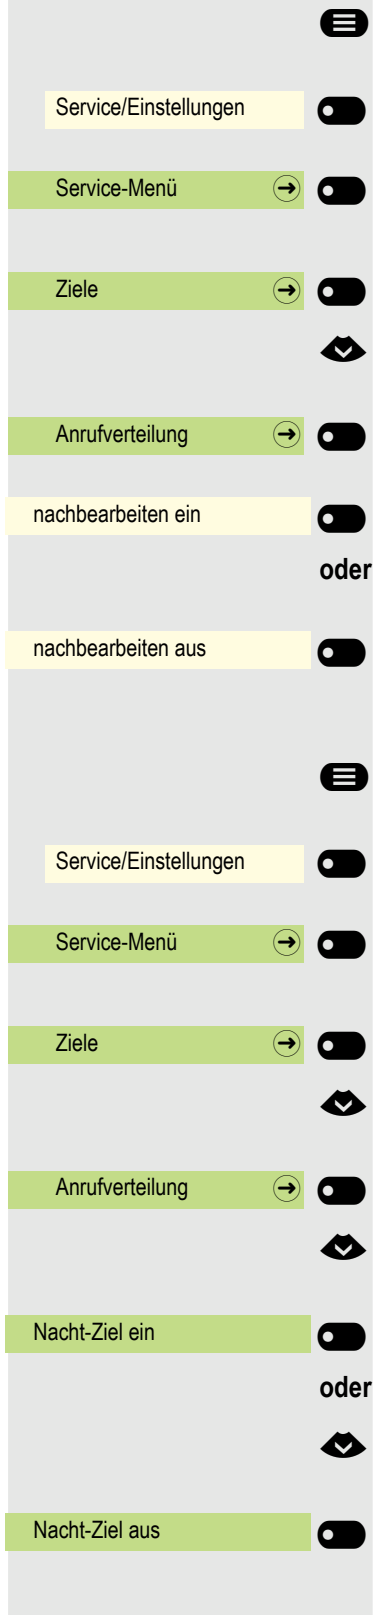 Service/Einstellungen
Service-Menü
Ziele
Anrufverteilung
nachbearbeiten ein
oder
nachbearbeiten aus
Service/Einstellungen
Service-Menü
Ziele
Anrufverteilung
Nacht-Ziel ein
oder
Nacht-Ziel aus